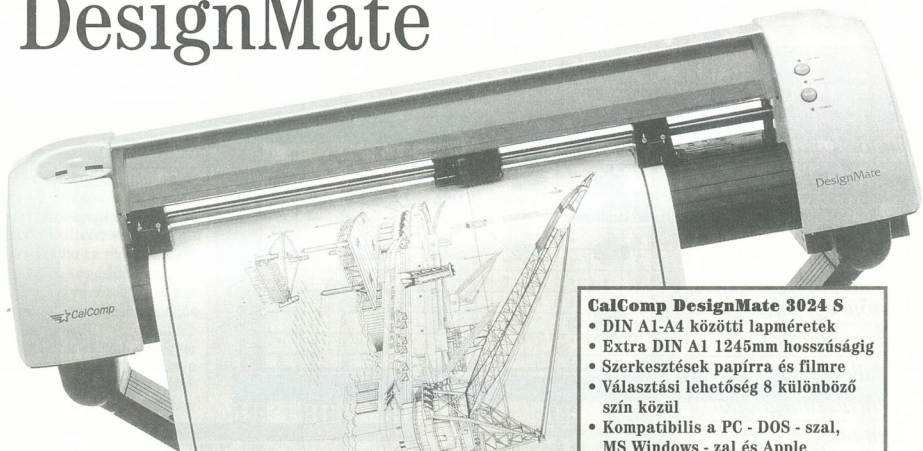 DesignMate
DesignMate
CalComp
CalComp DesignMate 3024 S
• DIN A1-A4 közötti lapméretek
• Extra DIN A1 1245mm hosszúságig
• Szerkesztések papírra és filmre
• Választási lehetőség 8 különböző
szín közül
• Kompatibilis a PC - DOS - szal,
MS Windows - zal és Apple